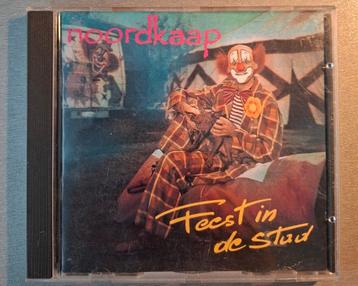 noordkaap
Feest in
de stad